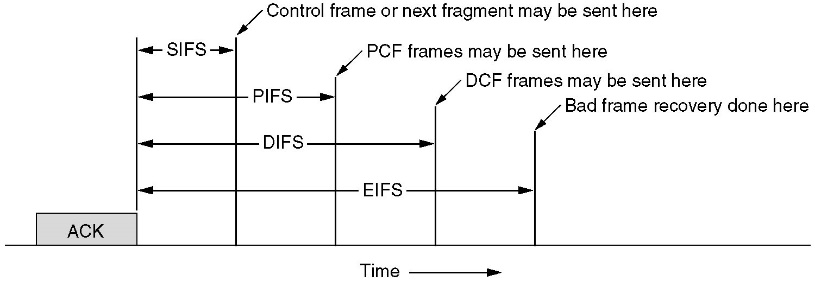 Control frame or next fragment may be sent here
SIFS
PCF frames may be sent here
DCF frames may be sent here
PIFS
Bad frame recovery done here
DIFS
EIFS
ACK
Time